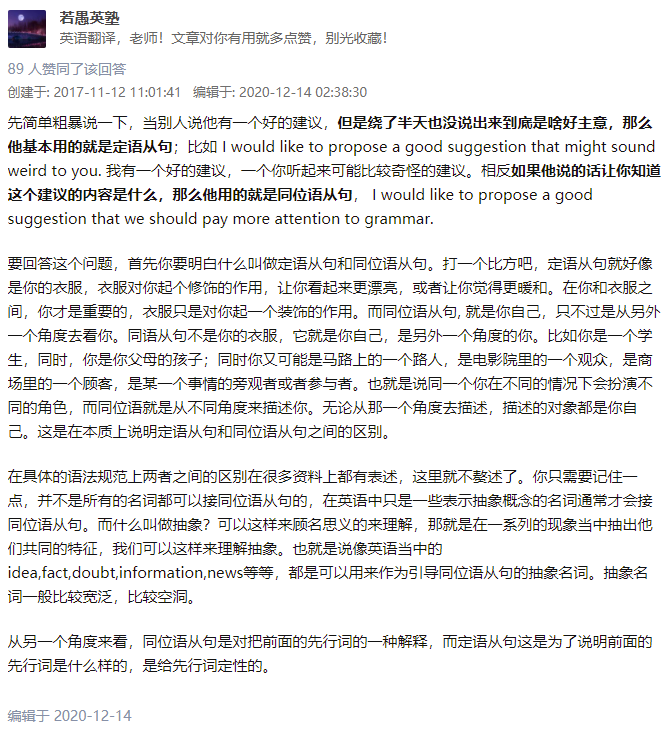 若愚英塾
英语翻译，老师！文章对你有用就多点赞，别光收藏！
89 人赞同了该回答
创建于: 2017-11-12 11:01:41 编辑于: 2020-12-14 02:38:30
先简单粗暴说一下，当别人说他有一个好的建议，但是绕了半天也没说出来到底是啥好主意，那么
他基本用的就是定语从句；比如 I would like to propose a good suggestion that might sound
weird to you. 我有一个好的建议，一个你听起来可能比较奇怪的建议。相反如果他说的话让你知道
这个建议的内容是什么，那么他用的就是同位语从句， I would like to propose a good
suggestion that we should pay more attention to grammar.
要回答这个问题，首先你要明白什么叫做定语从句和同位语从句。打一个比方吧，定语从句就好像
是你的衣服，衣服对你起个修饰的作用，让你看起来更漂亮，或者让你觉得更暖和。在你和衣服之
间，你才是重要的，衣服只是对你起一个装饰的作用。而同位语从句, 就是你自己，只不过是从另外
一个角度去看你。同语从句不是你的衣服，它就是你自己，是另外一个角度的你。比如你是一个学
生，同时，你是你父母的孩子；同时你又可能是马路上的一个路人，是电影院里的一个观众，是商
场里的一个顾客，是某一个事情的旁观者或者参与者。也就是说同一个你在不同的情况下会扮演不
同的角色，而同位语就是从不同角度来描述你。无论从那一个角度去描述，描述的对象都是你自
己。这是在本质上说明定语从句和同位语从句之间的区别。
在具体的语法规范上两者之间的区别在很多资料上都有表述，这里就不嫠述了。你只需要记住一
点，并不是所有的名词都可以接同位语从句的，在英语中只是一些表示抽象概念的名词通常才会接
同位语从句。而什么叫做抽象？可以这样来顾名思义的来理解，那就是在一系列的现象当中抽出他
们共同的特征，我们可以这样来理解抽象。也就是说像英语当中的
idea,fact,doubt,information,news等等，都是可以用来作为引导同位语从句的抽象名词。抽象名
词一般比较宽泛，比较空洞。
从另一个角度来看，同位语从句是对把前面的先行词的一种解释，而定语从句这是为了说明前面的
先行词是什么样的，是给先行词定性的。
编辑于 2020-12-14